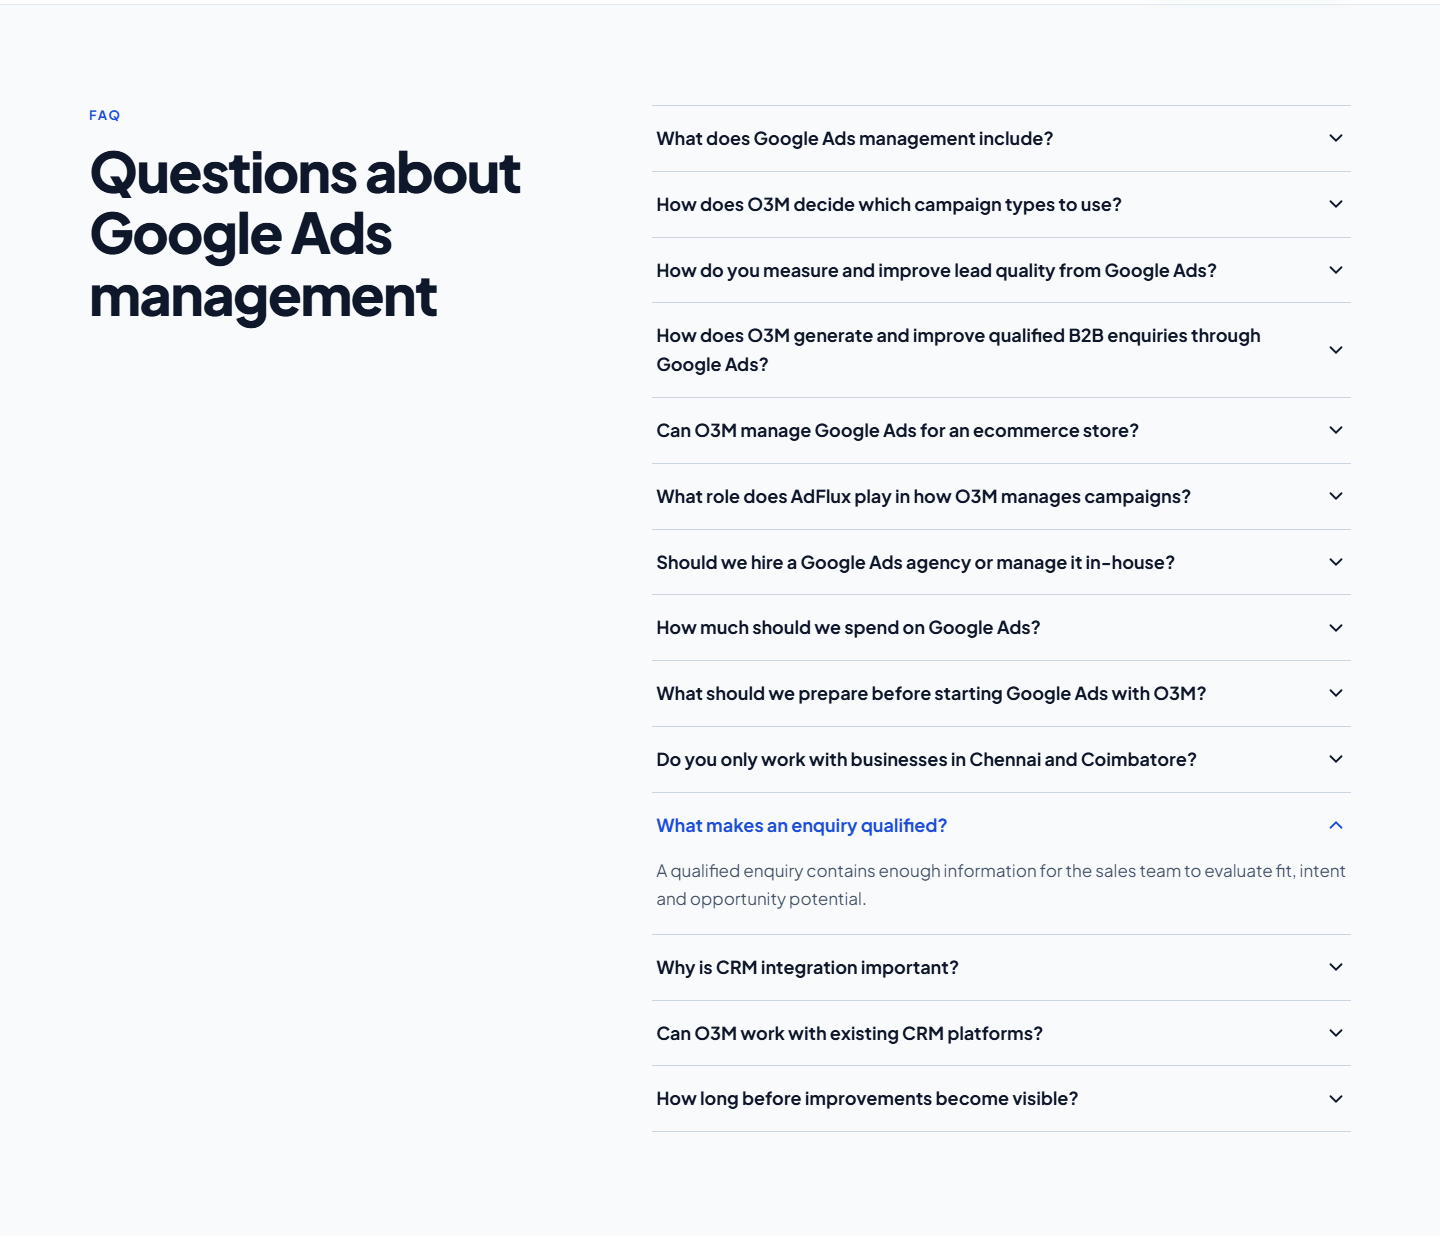 FAQ
Questions about
Google Ads
management
What does Google Ads management include?
How does O3M decide which campaign types to use?
How do you measure and improve lead quality from Google Ads?
How does O3M generate and improve qualified B2B enquiries through
Google Ads?
Can O3M manage Google Ads for an ecommerce store?
What role does AdFlux play in how O3M manages campaigns?
Should we hire a Google Ads agency or manage it in-house?
How much should we spend on Google Ads?
What should we prepare before starting Google Ads with O3M?
Do you only work with businesses in Chennai and Coimbatore?
What makes an enquiry qualified?
A qualified enquiry contains enough information for the sales team to evaluate fit, intent
and opportunity potential.
Why is CRM integration important?
Can O3M work with existing CRM platforms?
How long before improvements become visible?